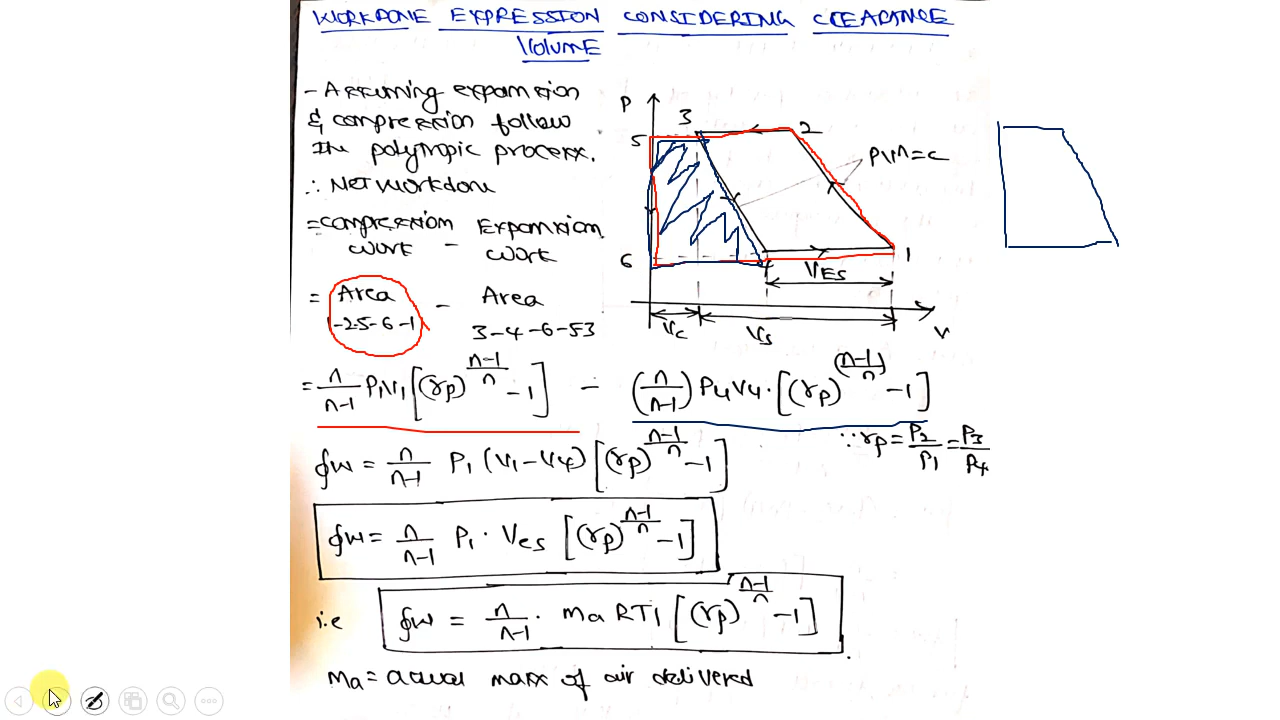 WORKDONE EXPRESSION CONSIDERING CLEARANCE
VOLUME
- Assuming expansion
& compression follow
the polytropic process.
∴ Net workdone
= compression work - Expansion work
= Area 1-2-5-6-1 - Area 3-4-6-5-3
= n/n-1 P1V1 [(rp)^(n-1/n) - 1] - (n/n-1) P4V4 · [(rp)^((n-1)/n) - 1]
∵ rp = P2/P1 = P3/P4
∮w = n/n-1 P1 (V1-V4) [(rp)^(n-1/n) - 1]
∮w = n/n-1 P1 · VES [(rp)^(n-1/n) - 1]
i.e ∮w = n/n-1 · ma RT1 [(rp)^(n-1/n) - 1]
ma = actual mass of air delivered
P
3
2
5
PVn=C
6
1
VES
Vc
Vs
V